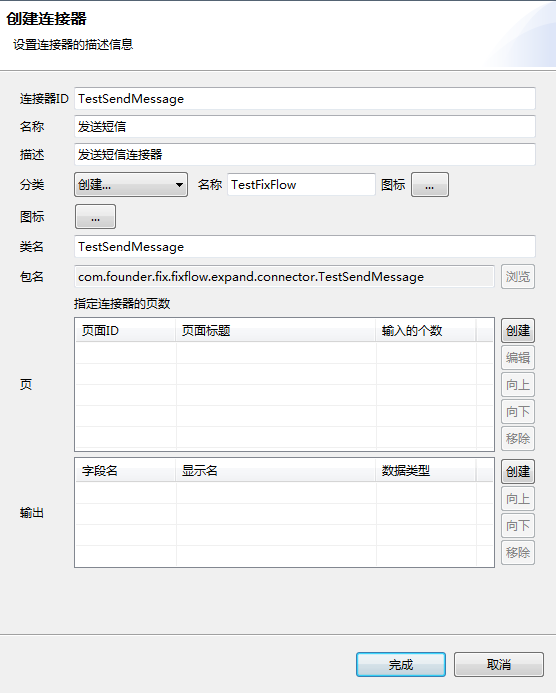 创建连接器
设置连接器的描述信息
连接器ID TestSendMessage
名称 发送短信
描述 发送短信连接器
分类 创建... 名称 TestFixFlow 图标 ...
图标 ...
类名 TestSendMessage
包名 com.founder.fix.fixflow.expand.connector.TestSendMessage 浏览
指定连接器的页数
页面ID 页面标题 输入的个数 创建
编辑
页 向上
向下
移除
字段名 显示名 数据类型 创建
向上
输出 向下
移除
完成 取消